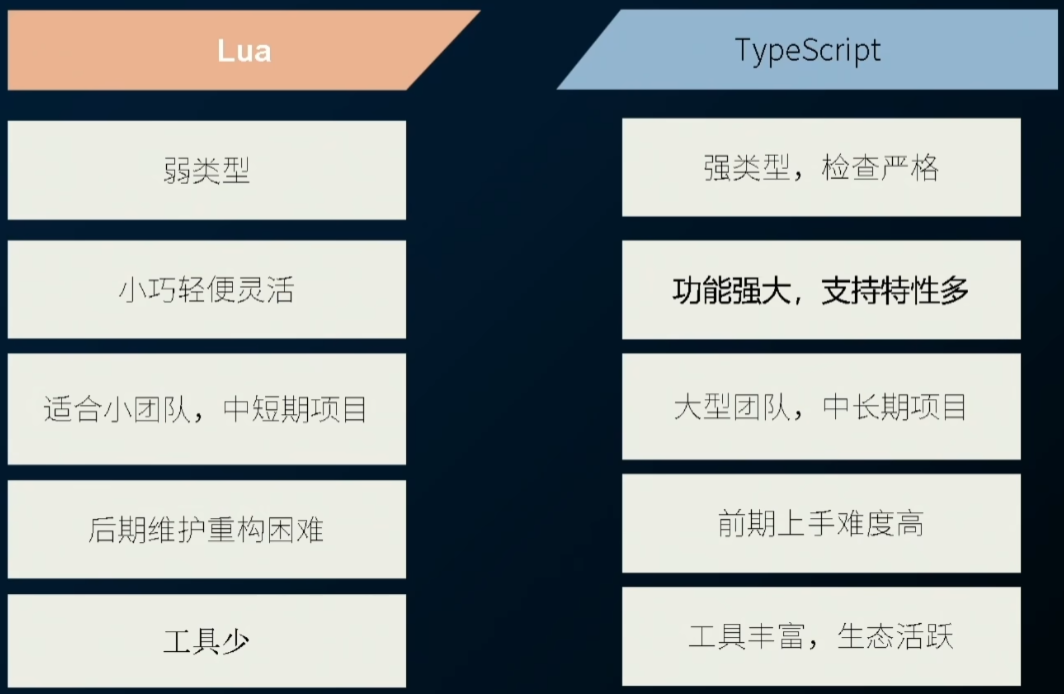 Lua
TypeScript
弱类型
强类型，检查严格
小巧轻便灵活
功能强大，支持特性多
适合小团队，中短期项目
大型团队，中长期项目
后期维护重构困难
前期上手难度高
工具少
工具丰富，生态活跃